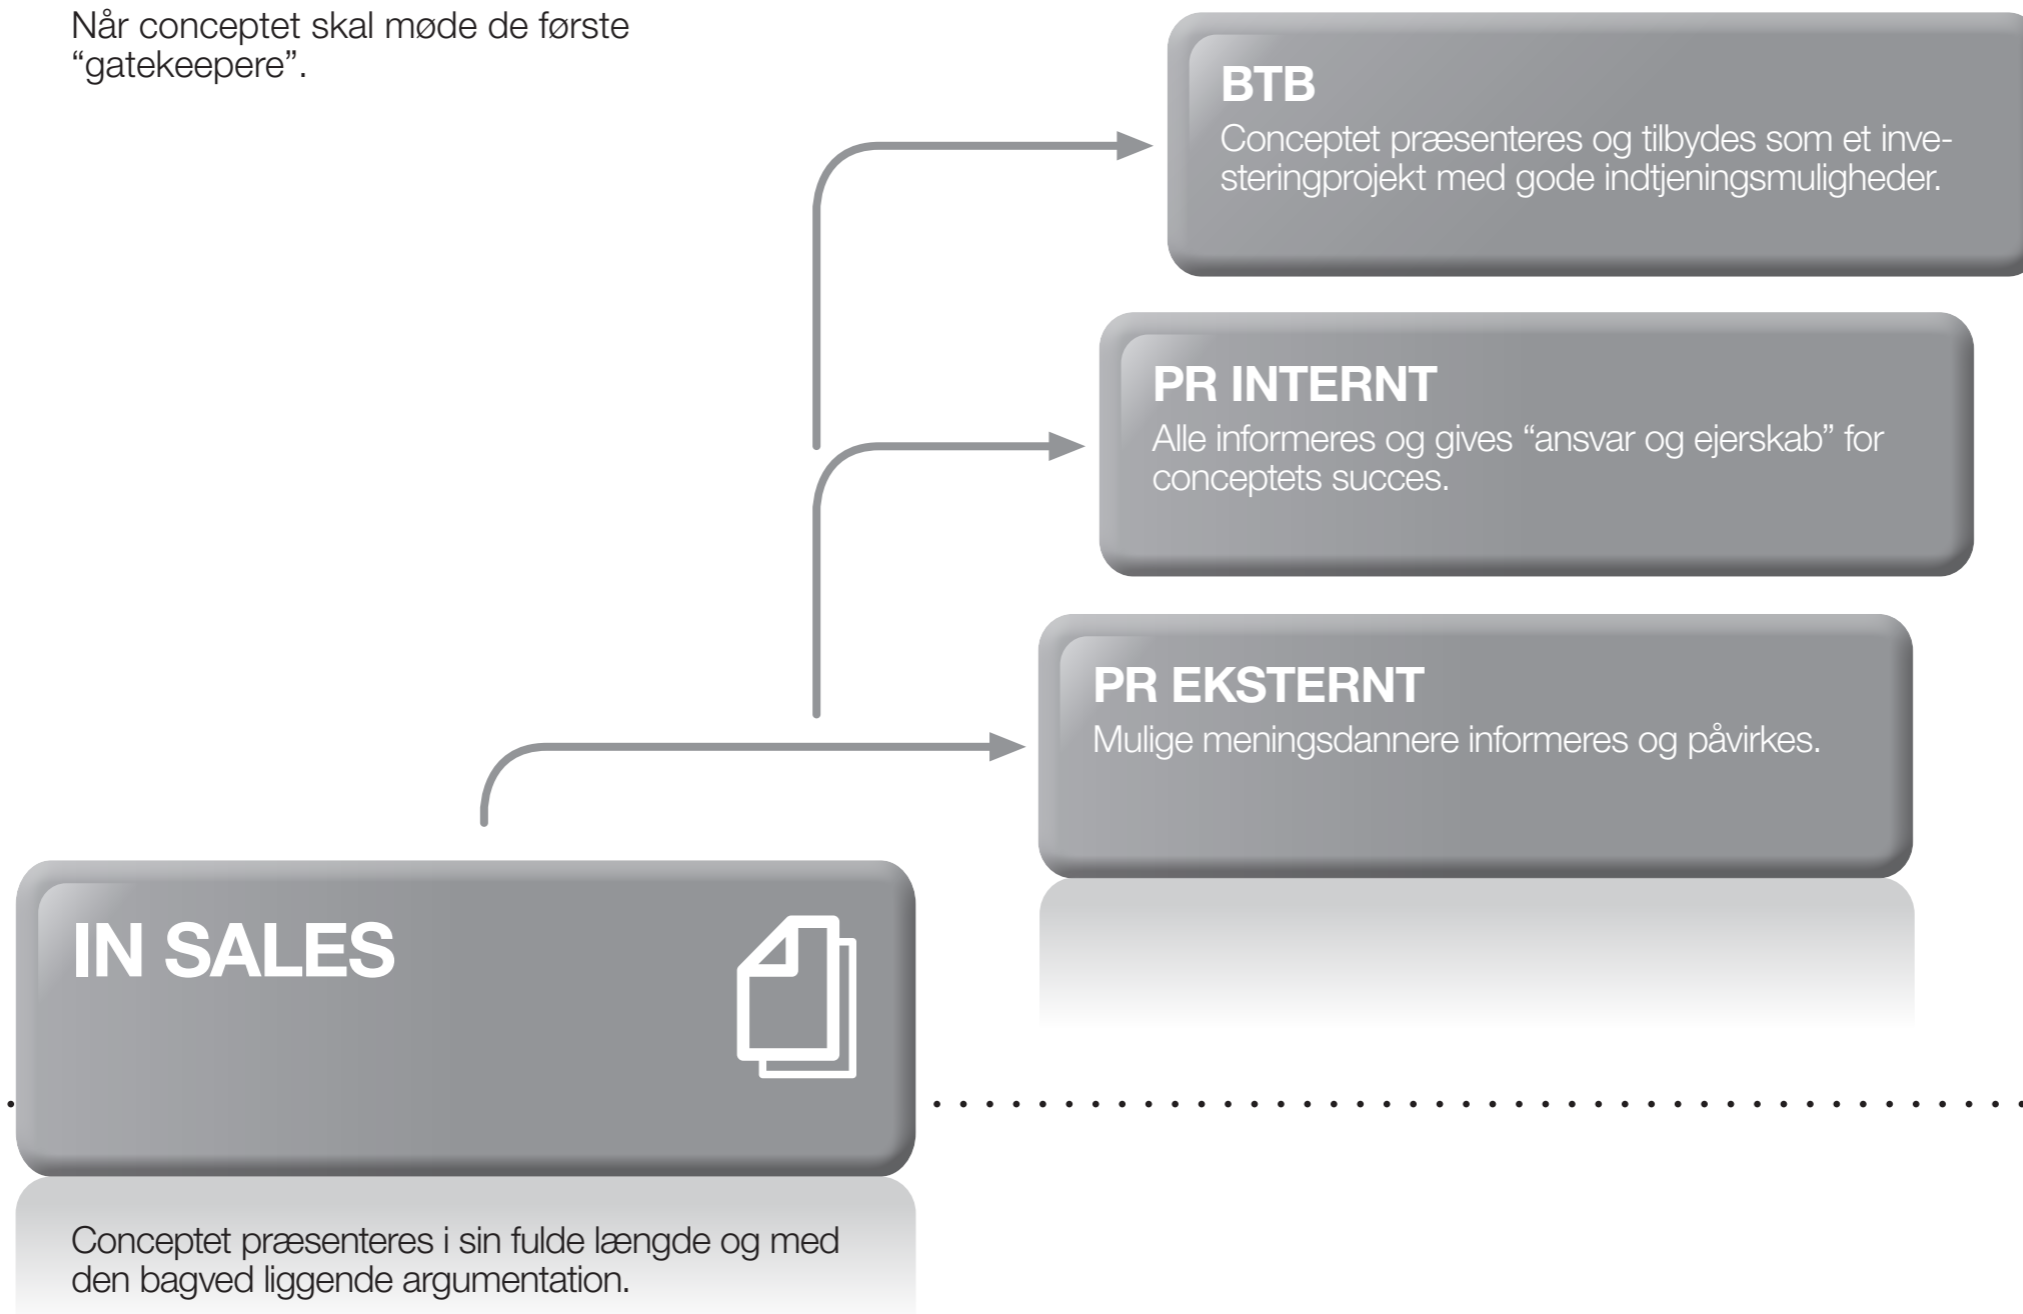 Når conceptet skal møde de første
“gatekeepere”.
BTB
Conceptet præsenteres og tilbydes som et inve-
steringprojekt med gode indtjeningsmuligheder.
PR INTERNT
Alle informeres og gives “ansvar og ejerskab” for
conceptets succes.
PR EKSTERNT
Mulige meningsdannere informeres og påvirkes.
IN SALES
Conceptet præsenteres i sin fulde længde og med
den bagved liggende argumentation.